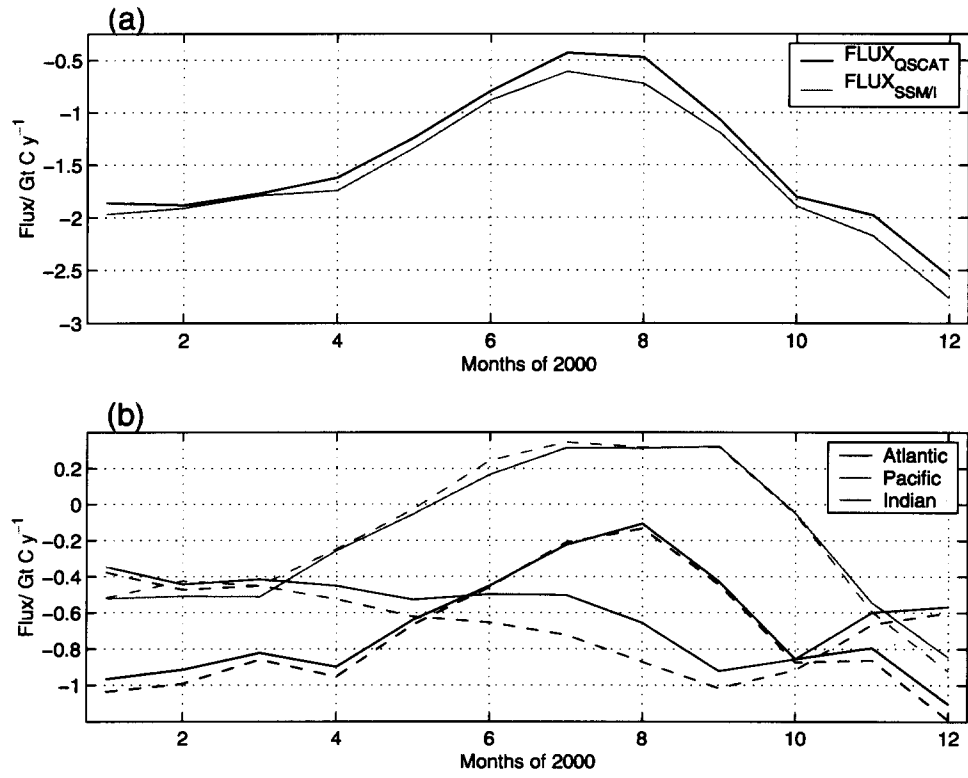 (a)
FLUX_QSCAT
FLUX_SSM/I
Flux/ Gt C y⁻¹
−0.5
−1
−1.5
−2
−2.5
−3
2
4
6
8
10
12
Months of 2000
(b)
Atlantic
Pacific
Indian
Flux/ Gt C y⁻¹
0.2
0
−0.2
−0.4
−0.6
−0.8
−1
2
4
6
8
10
12
Months of 2000